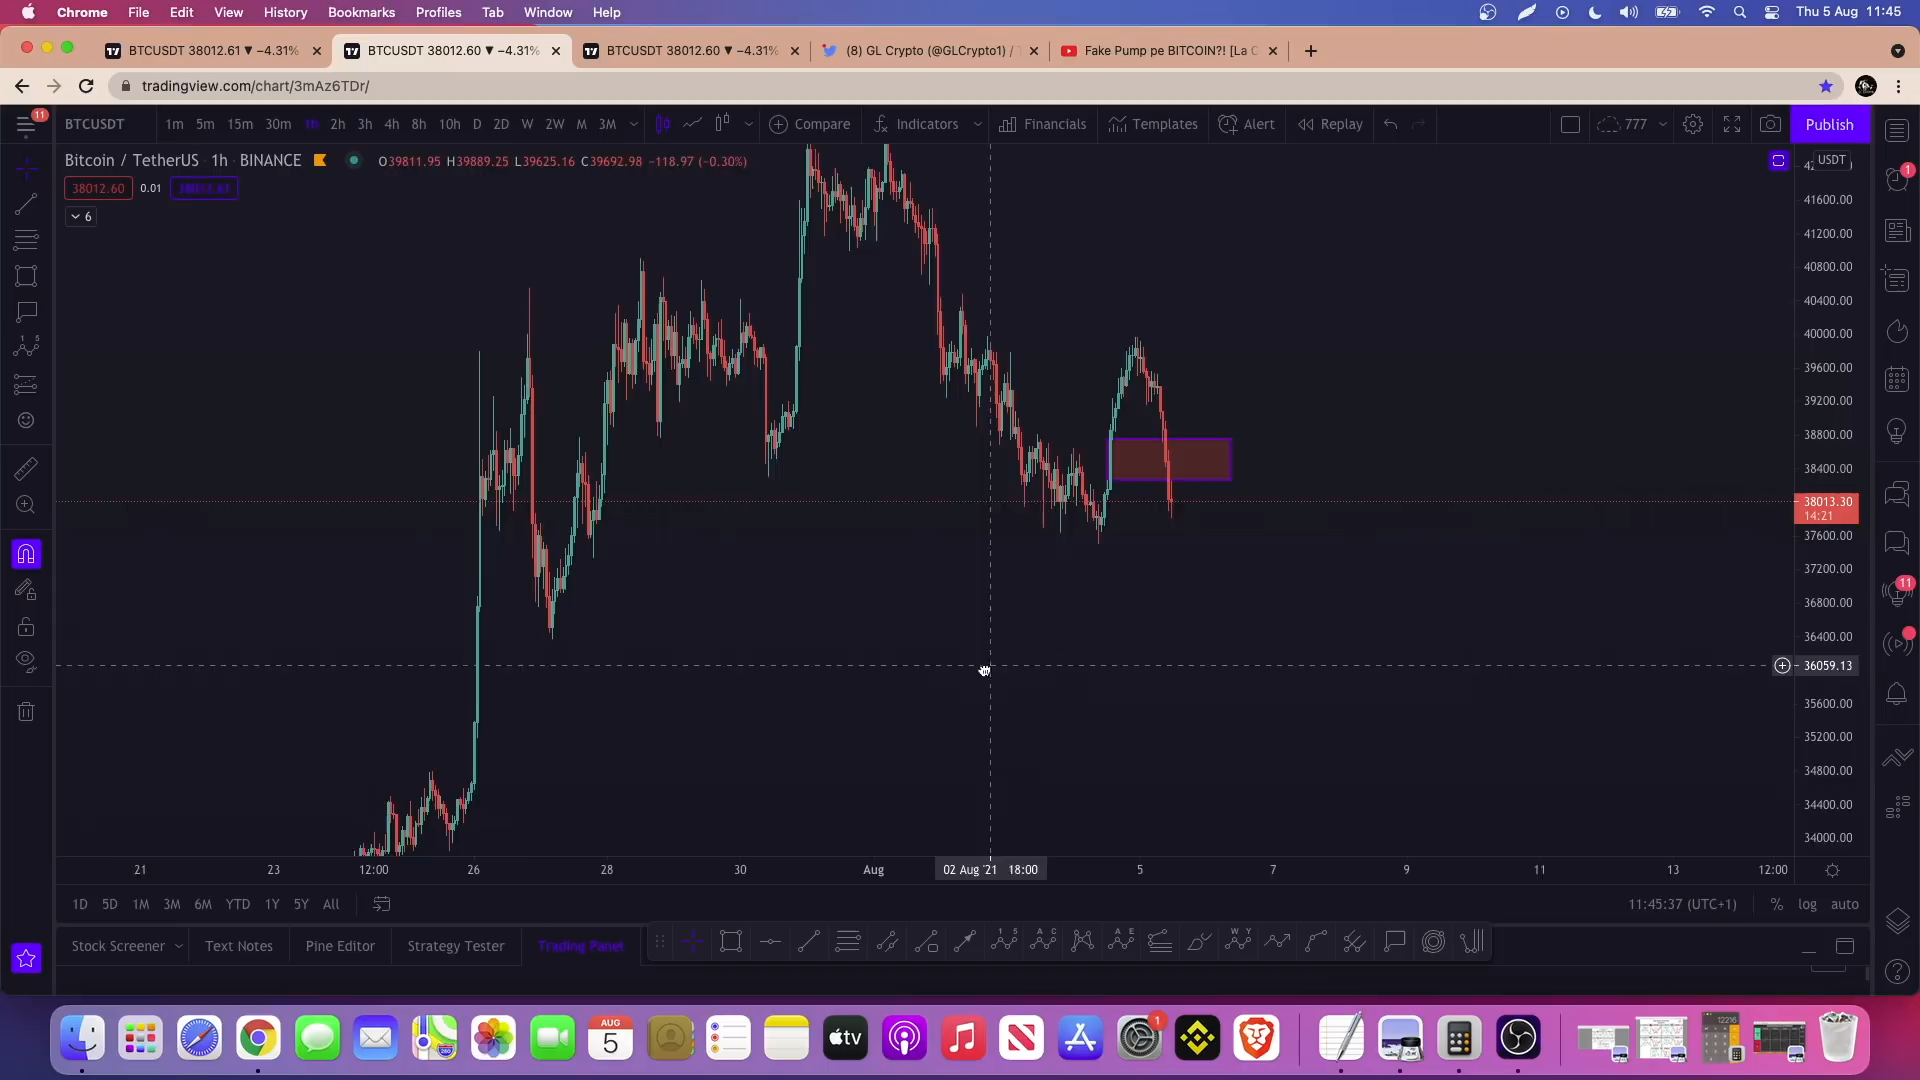 Chrome File Edit View History Bookmarks Profiles Tab Window Help Thu 5 Aug 11:45
BTCUSDT 38012.61 ▼ −4.31% BTCUSDT 38012.60 ▼ −4.31% BTCUSDT 38012.60 ▼ −4.31% (8) GL Crypto (@GLCrypto1) / Fake Pump pe BITCOIN?! [La C
tradingview.com/chart/3mAz6TDr/
11 BTCUSDT 1m 5m 15m 30m 1h 2h 3h 4h 8h 10h D 2D W 2W M 3M Compare Indicators Financials Templates Alert Replay 777 Publish
Bitcoin / TetherUS · 1h · BINANCE O39811.95 H39889.25 L39625.16 C39692.98 −118.97 (−0.30%) USDT
38012.60 0.01 38012.61
6
1
41600.00
41200.00
40800.00
40400.00
40000.00
39600.00
39200.00
38800.00
38400.00
38013.30
14:21
37600.00
37200.00
11
36800.00
36400.00
36059.13
35600.00
35200.00
34800.00
34400.00
34000.00
21 23 12:00 26 28 30 Aug 02 Aug '21 18:00 5 7 9 11 13 12:00
1D 5D 1M 3M 6M YTD 1Y 5Y All 11:45:37 (UTC+1) % log auto
Stock Screener Text Notes Pine Editor Strategy Tester Trading Panel
AUG
5
tv
1
280
12216